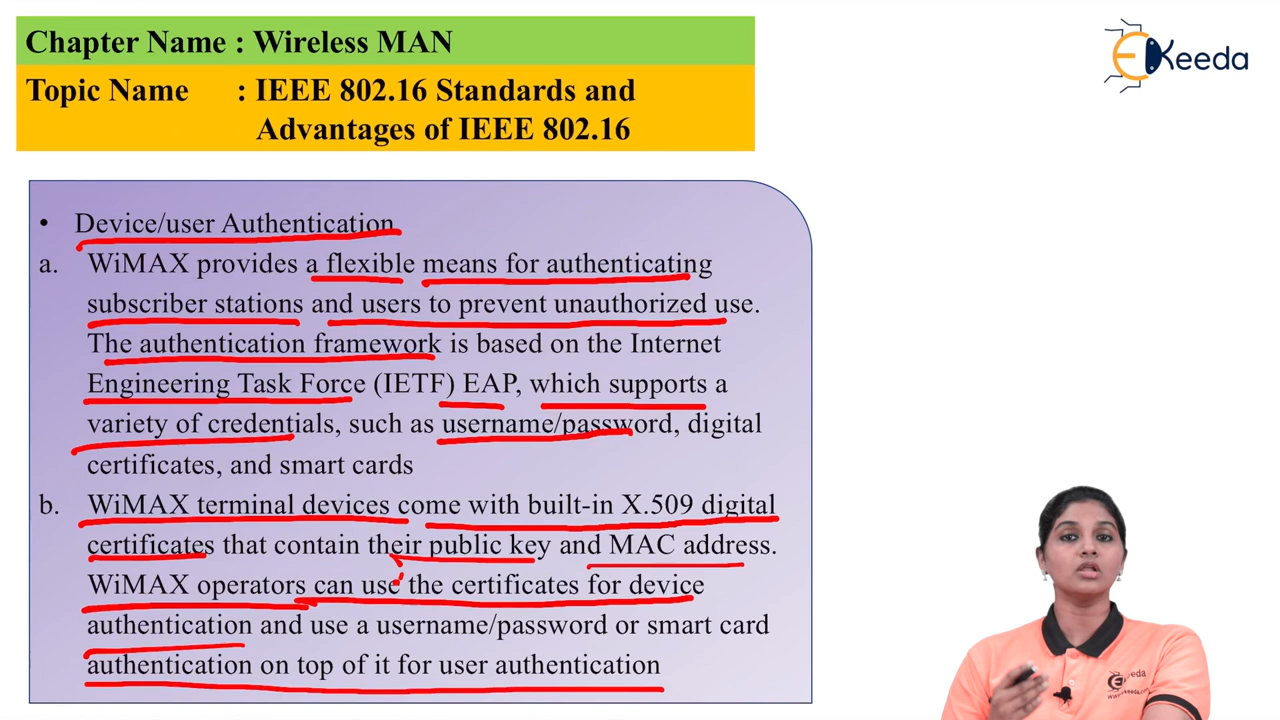 Chapter Name : Wireless MAN
Keeda
Topic Name : IEEE 802.16 Standards and
Advantages of IEEE 802.16
• Device/user Authentication
a. WiMAX provides a flexible means for authenticating
subscriber stations and users to prevent unauthorized use.
The authentication framework is based on the Internet
Engineering Task Force (IETF) EAP, which supports a
variety of credentials, such as username/password, digital
certificates, and smart cards
b. WiMAX terminal devices come with built-in X.509 digital
certificates that contain their public key and MAC address.
WiMAX operators can use the certificates for device
authentication and use a username/password or smart card
authentication on top of it for user authentication